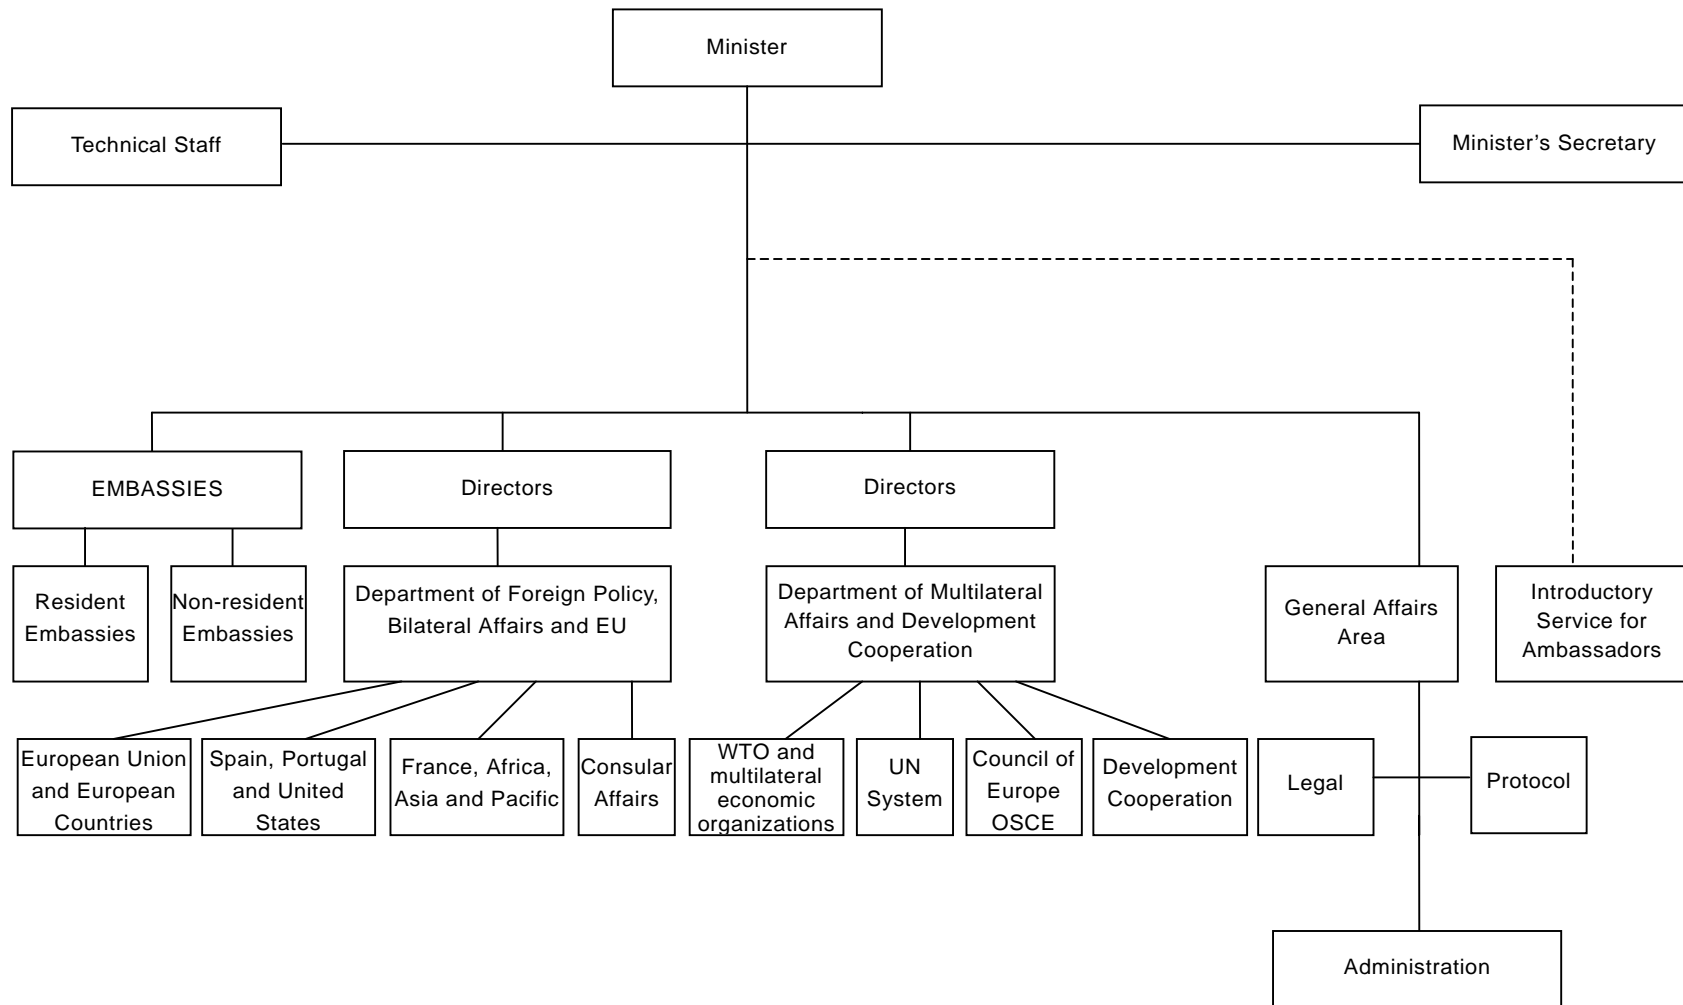 Minister
Technical Staff
Minister’s Secretary
EMBASSIES
Directors
Directors
Resident
Embassies
Non-resident
Embassies
Department of Foreign Policy,
Bilateral Affairs and EU
Department of Multilateral
Affairs and Development
Cooperation
General Affairs
Area
Introductory
Service for
Ambassadors
European Union
and European
Countries
Spain, Portugal
and United
States
France, Africa,
Asia and Pacific
Consular
Affairs
WTO and
multilateral
economic
organizations
UN
System
Council of
Europe
OSCE
Development
Cooperation
Legal
Protocol
Administration